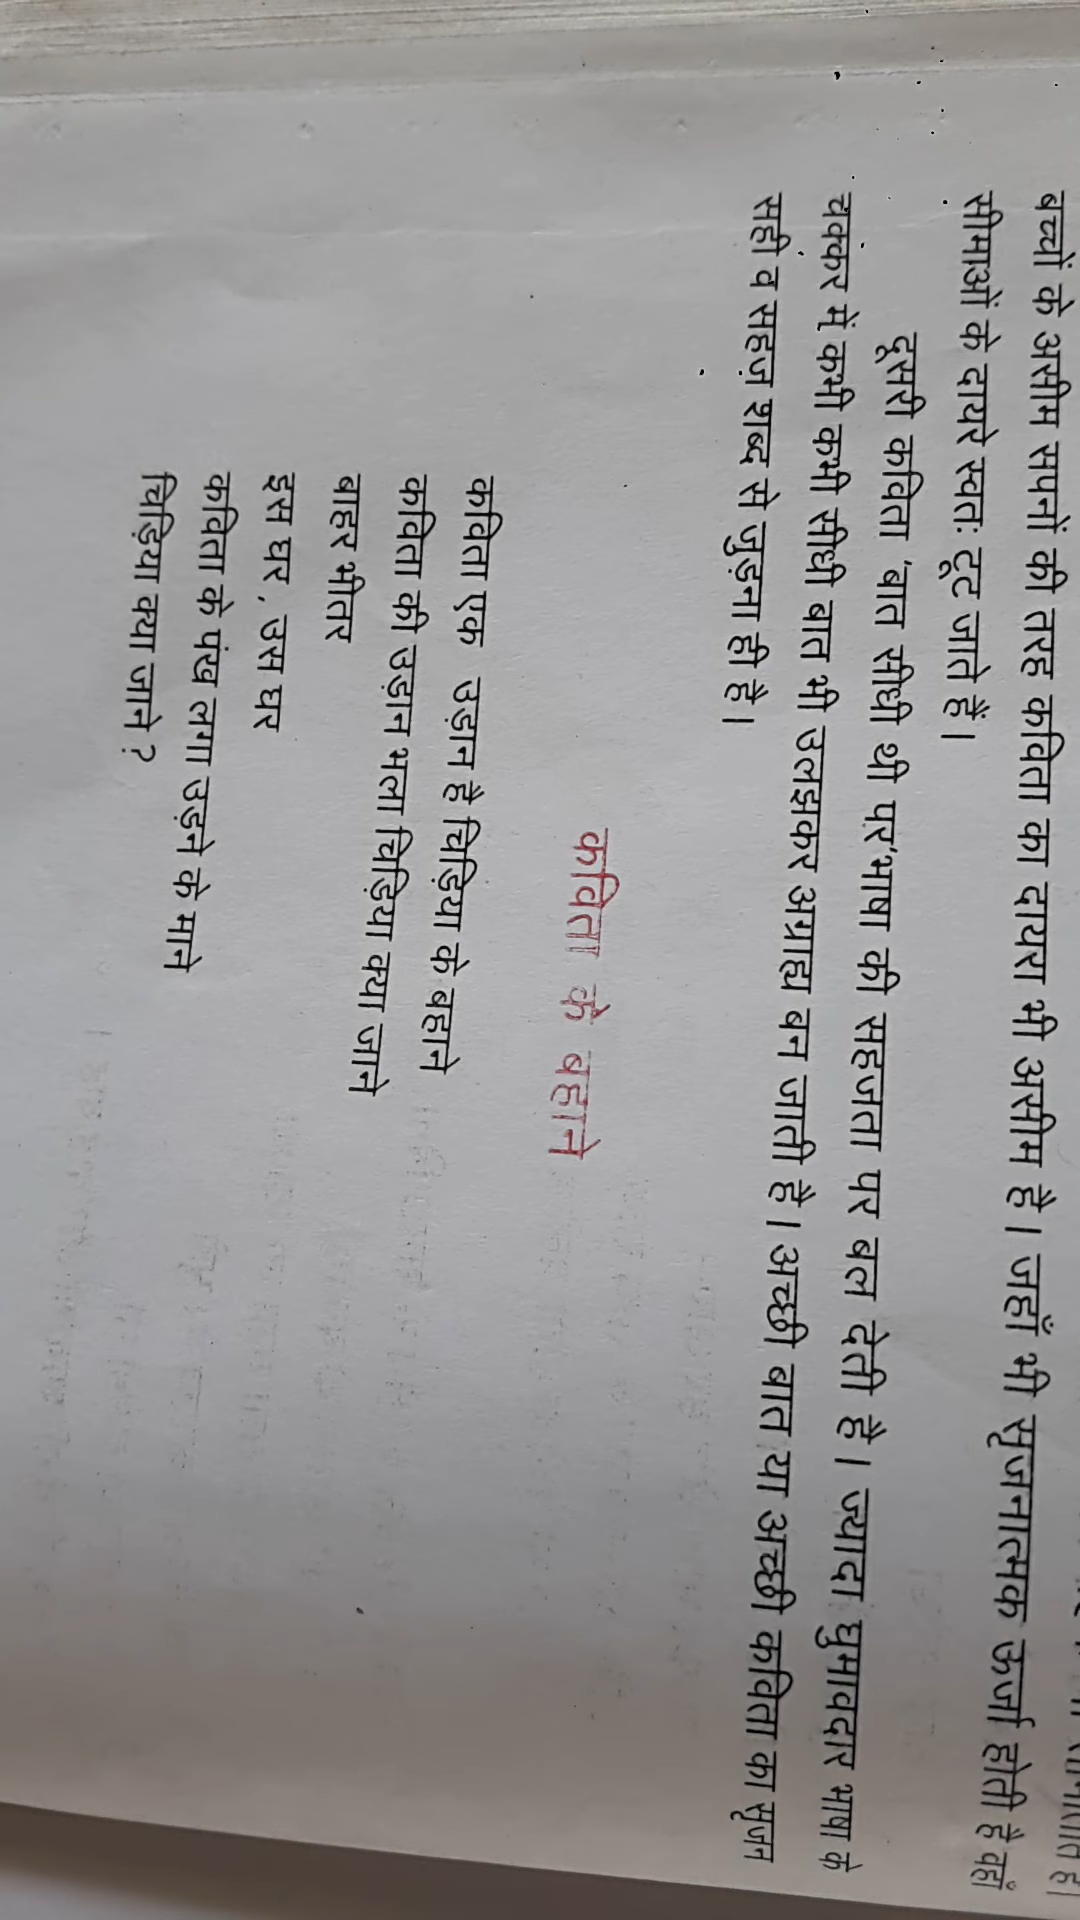 बच्चों के असीम सपनों की तरह कविता का दायरा भी असीम है। जहाँ भी सृजनात्मक ऊर्जा होती है वहाँ
सीमाओं के दायरे स्वतः टूट जाते हैं।
दूसरी कविता 'बात सीधी थी पर' भाषा की सहजता पर बल देती है। ज्यादा घुमावदार भाषा के
चक्कर में कभी कभी सीधी बात भी उलझकर अग्राह्य बन जाती है। अच्छी बात या अच्छी कविता का सृजन
सही व सहज़ शब्द से जुड़ना ही है।
कविता के बहाने
कविता एक उड़ान है चिड़िया के बहाने
कविता की उड़ान भला चिड़िया क्या जाने
बाहर भीतर
इस घर, उस घर
कविता के पंख लगा उड़ने के माने
चिड़िया क्या जाने ?